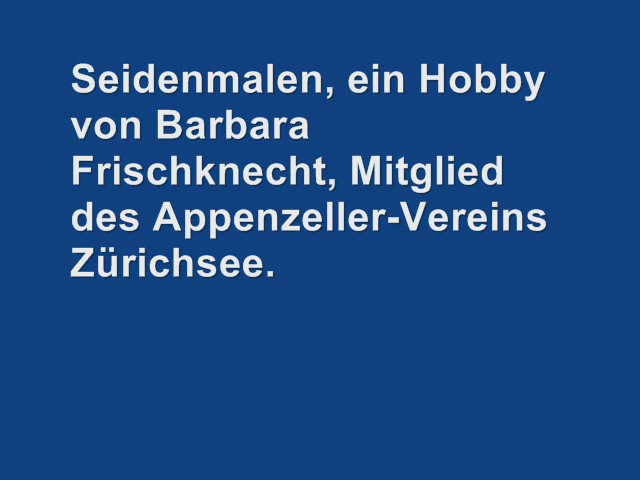 Seidenmalen, ein Hobby
von Barbara
Frischknecht, Mitglied
des Appenzeller-Vereins
Zürichsee.